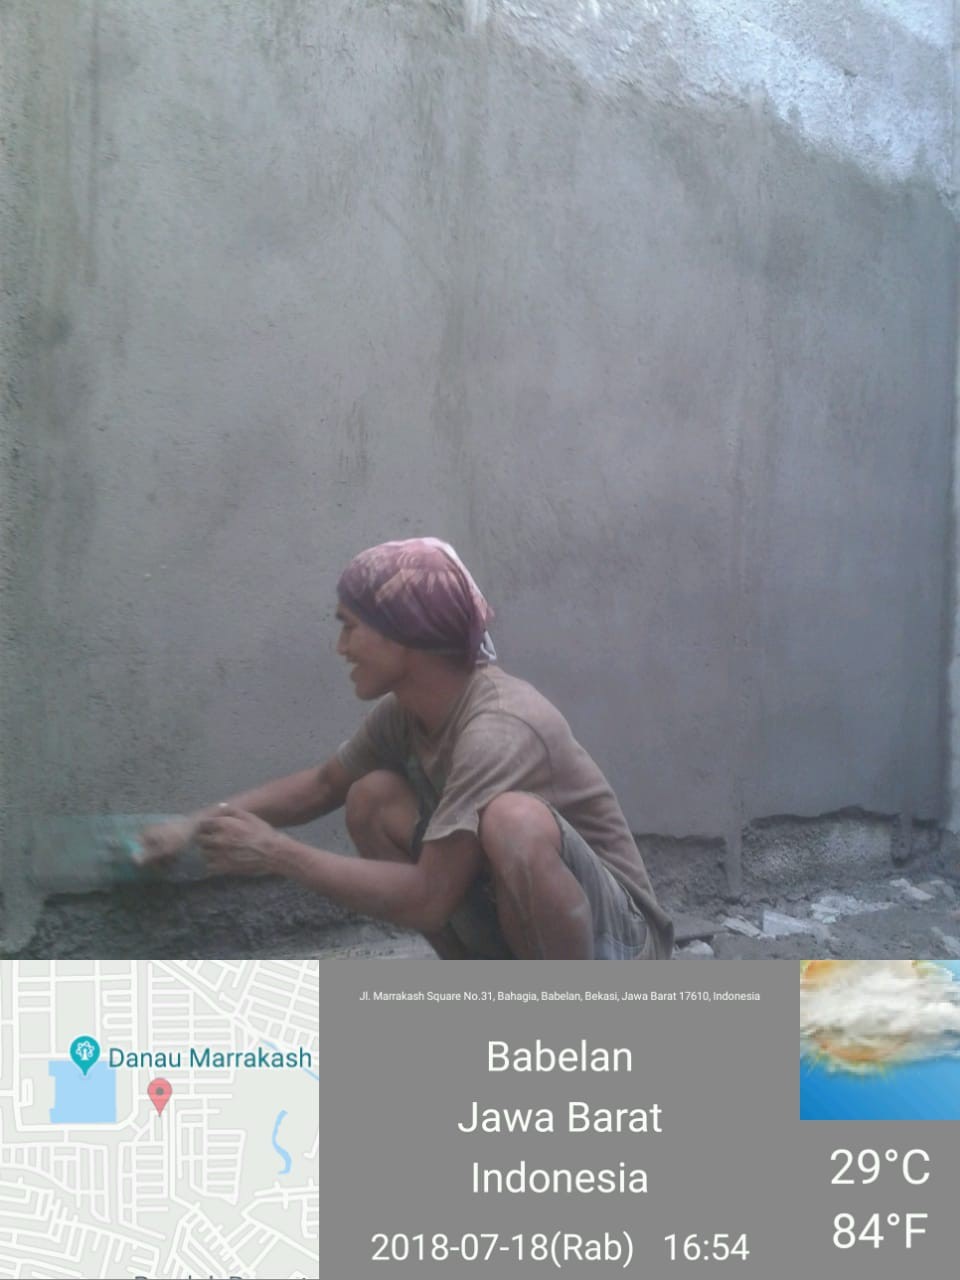 Danau Marrakash
Jl. Marrakash Square No.31, Bahagia, Babelan, Bekasi, Jawa Barat 17610, Indonesia
Babelan
Jawa Barat
Indonesia
2018-07-18(Rab) 16:54
29°C
84°F